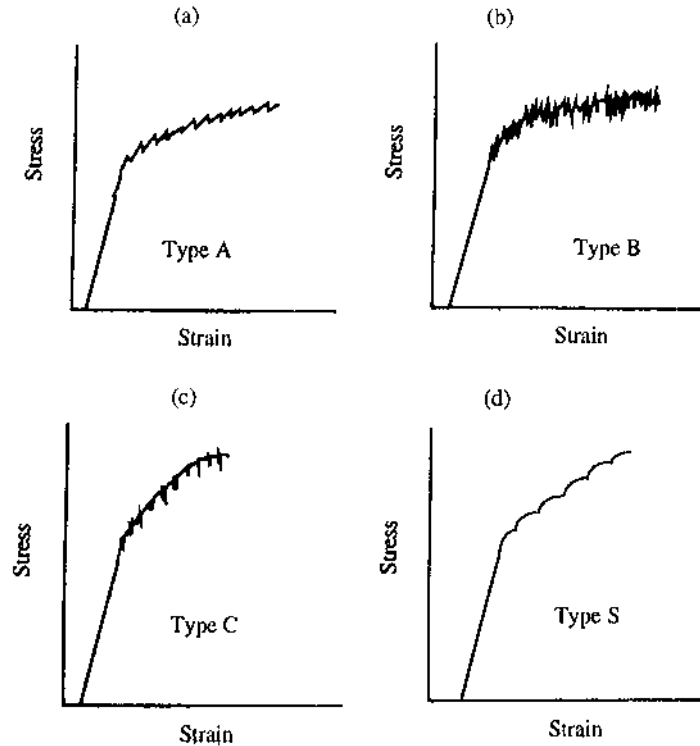 (a)
Stress
Type A
Strain
(b)
Stress
Type B
Strain
(c)
Stress
Type C
Strain
(d)
Stress
Type S
Strain